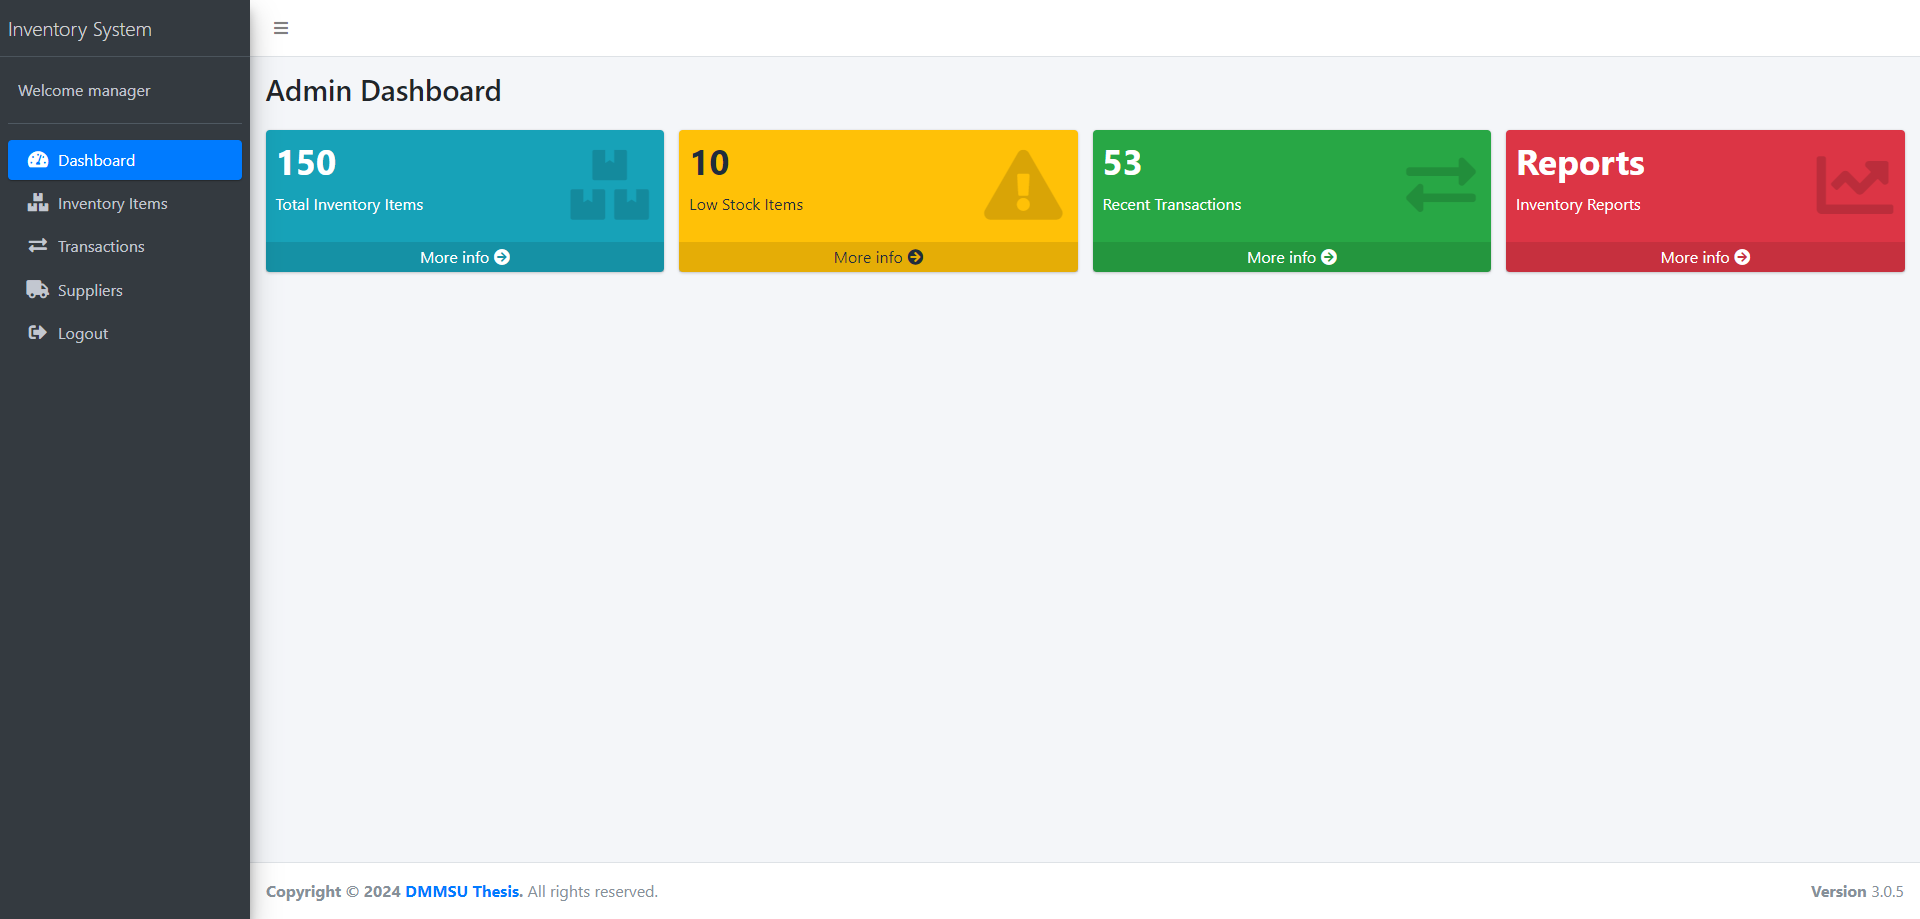 Inventory System
Welcome manager
Dashboard
Inventory Items
Transactions
Suppliers
Logout
Admin Dashboard
150
Total Inventory Items
More info
10
Low Stock Items
More info
53
Recent Transactions
More info
Reports
Inventory Reports
More info
Copyright © 2024 DMMSU Thesis. All rights reserved.
Version 3.0.5